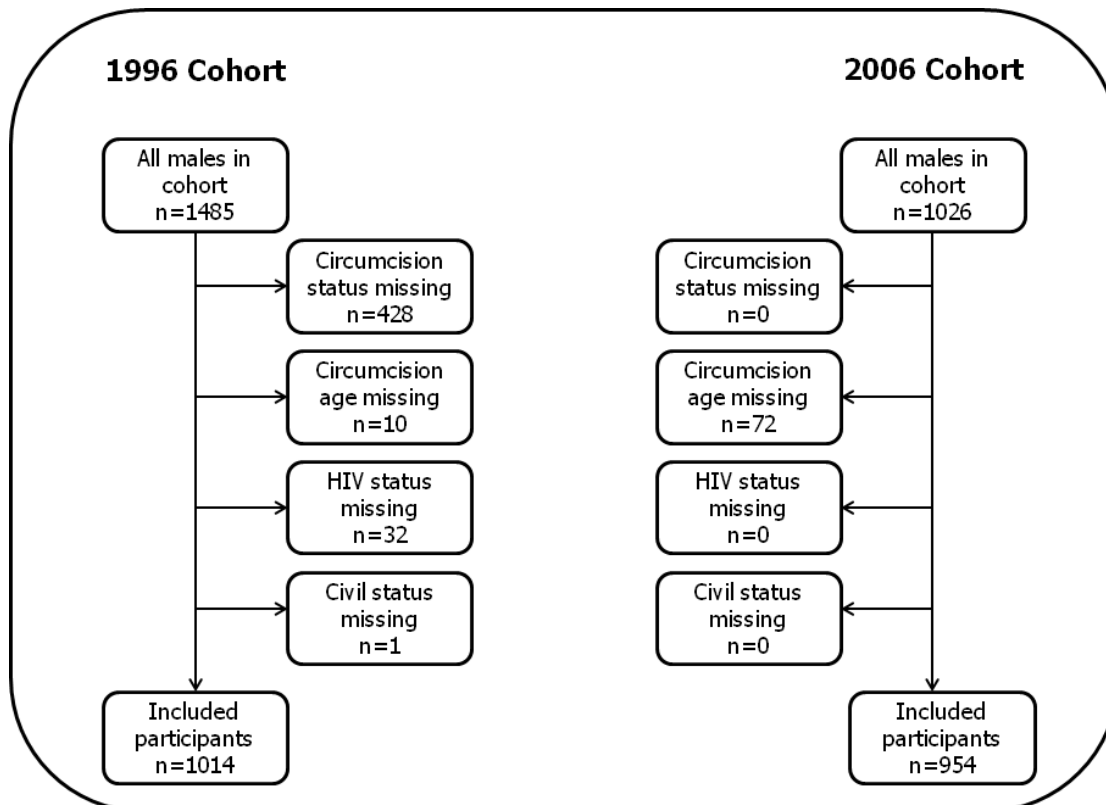 1996 Cohort
All males in
cohort
n=1485
Circumcision
status missing
n=428
Circumcision
age missing
n=10
HIV status
missing
n=32
Civil status
missing
n=1
Included
participants
n=1014
2006 Cohort
All males in
cohort
n=1026
Circumcision
status missing
n=0
Circumcision
age missing
n=72
HIV status
missing
n=0
Civil status
missing
n=0
Included
participants
n=954